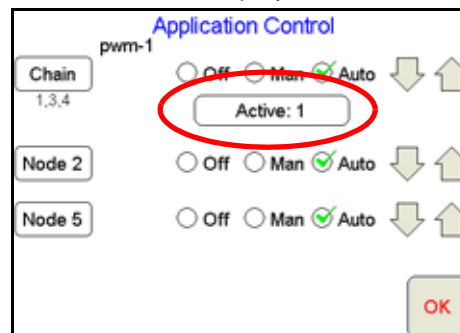 Application Control
pwm-1
Chain Off Man Auto
1,3,4
Active: 1
Node 2 Off Man Auto
Node 5 Off Man Auto
OK